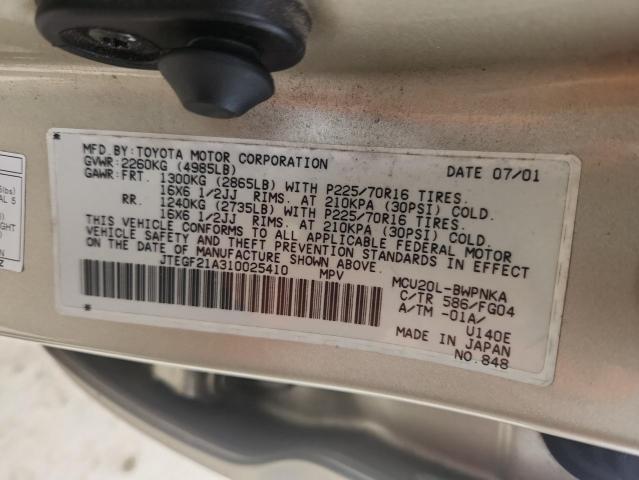 MFD.BY:TOYOTA MOTOR CORPORATION DATE 07/01
GVWR:2260KG (4985LB)
GAWR:FRT. 1300KG (2865LB) WITH P225/70R16 TIRES.
16X6 1/2JJ RIMS. AT 210KPA (30PSI) COLD.
RR. 1240KG (2735LB) WITH P225/70R16 TIRES.
16X6 1/2JJ RIMS. AT 210KPA (30PSI) COLD.
THIS VEHICLE CONFORMS TO ALL APPLICABLE FEDERAL MOTOR
VEHICLE SAFETY AND THEFT PREVENTION STANDARDS IN EFFECT
ON THE DATE OF MANUFACTURE SHOWN ABOVE.
JTEGF21A310025410 MPV
MCU20L-BWPNKA
C/TR 586/FG04
A/TM -01A/ U140E
MADE IN JAPAN
NO.848